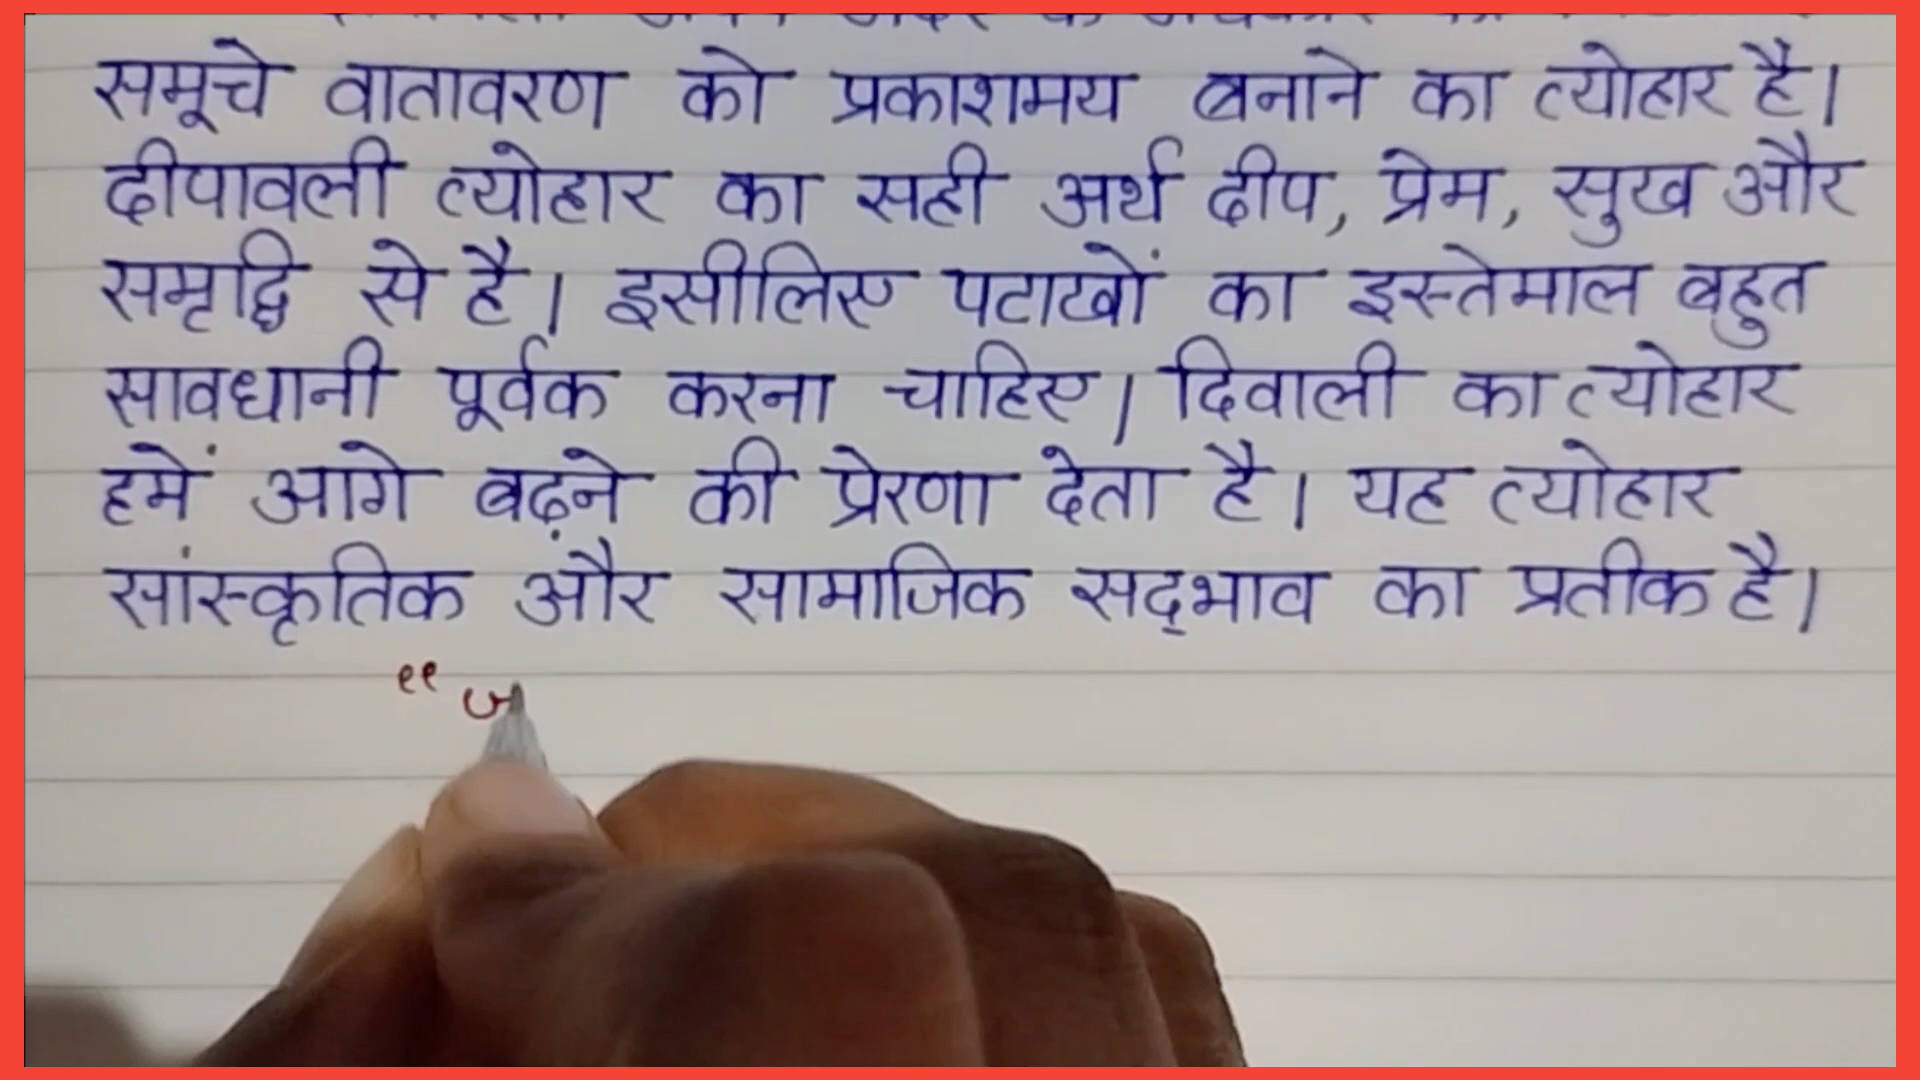 समूचे वातावरण को प्रकाशमय बनाने का त्योहार है।
दीपावली त्योहार का सही अर्थ दीप, प्रेम, सुख और
समृद्धि से है। इसीलिए पटाखों का इस्तेमाल बहुत
सावधानी पूर्वक करना चाहिए। दिवाली का त्योहार
हमें आगे बढ़ने की प्रेरणा देता है। यह त्योहार
सांस्कृतिक और सामाजिक सद्भाव का प्रतीक है।